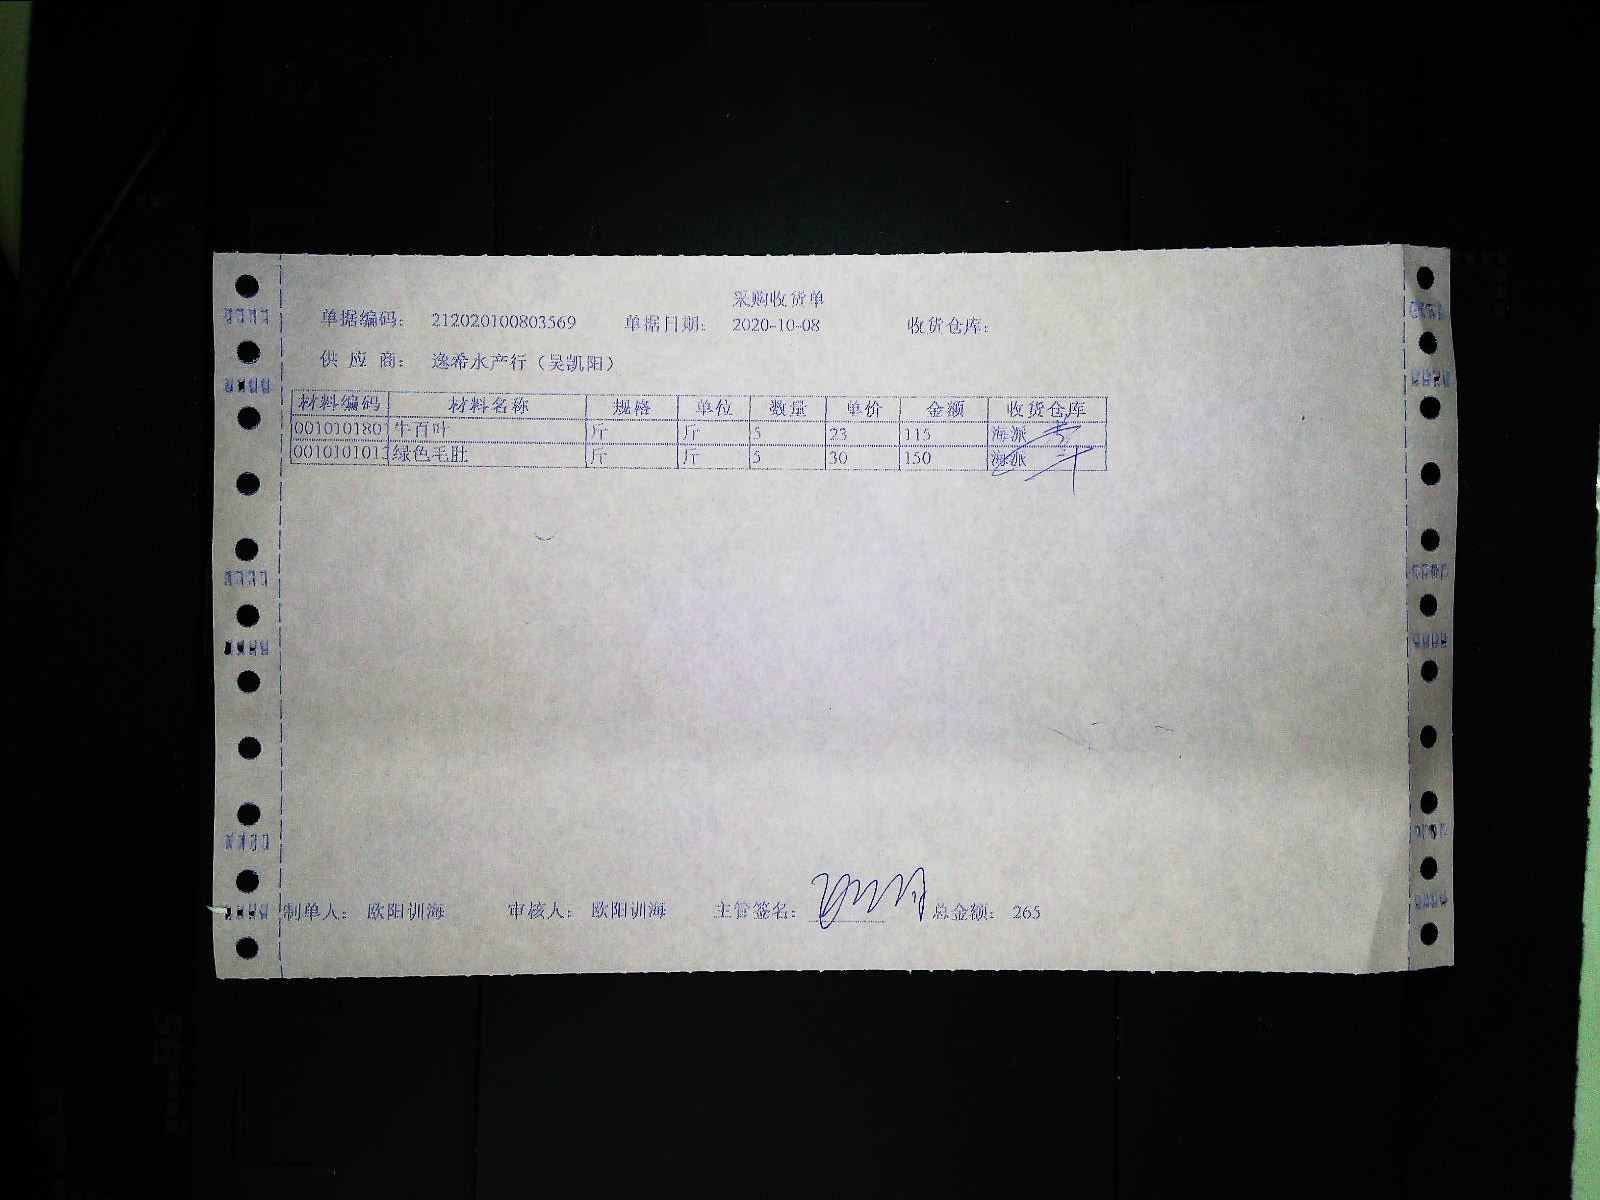 采购收货单
单据编码: 212020100803569 单据日期: 2020-10-08 收货仓库:
供 应 商: 逸希水产行（吴凯阳）
材料编码 材料名称 规格 单位 数量 单价 金额 收货仓库
001010180 牛百叶 斤 斤 5 23 115 海派
0010101013 绿色毛肚 斤 斤 5 30 150 海派
制单人: 欧阳训海 审核人: 欧阳训海 主管签名: 总金额: 265